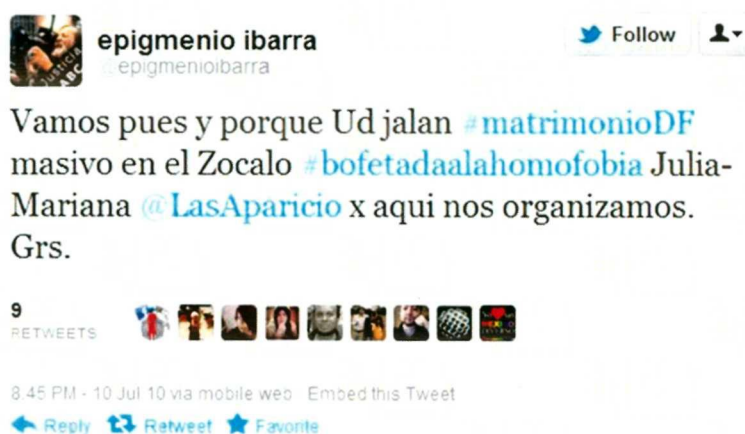 epigmenio ibarra
Follow
@epigmenioibarra
Vamos pues y porque Ud jalan #matrimonioDF
masivo en el Zocalo #bofetadaalahomofobia Julia-
Mariana @LasAparicio x aqui nos organizamos.
Grs.
9
RETWEETS
8.45 PM - 10 Jul 10 via mobile web Embed this Tweet
Reply Retweet Favorite